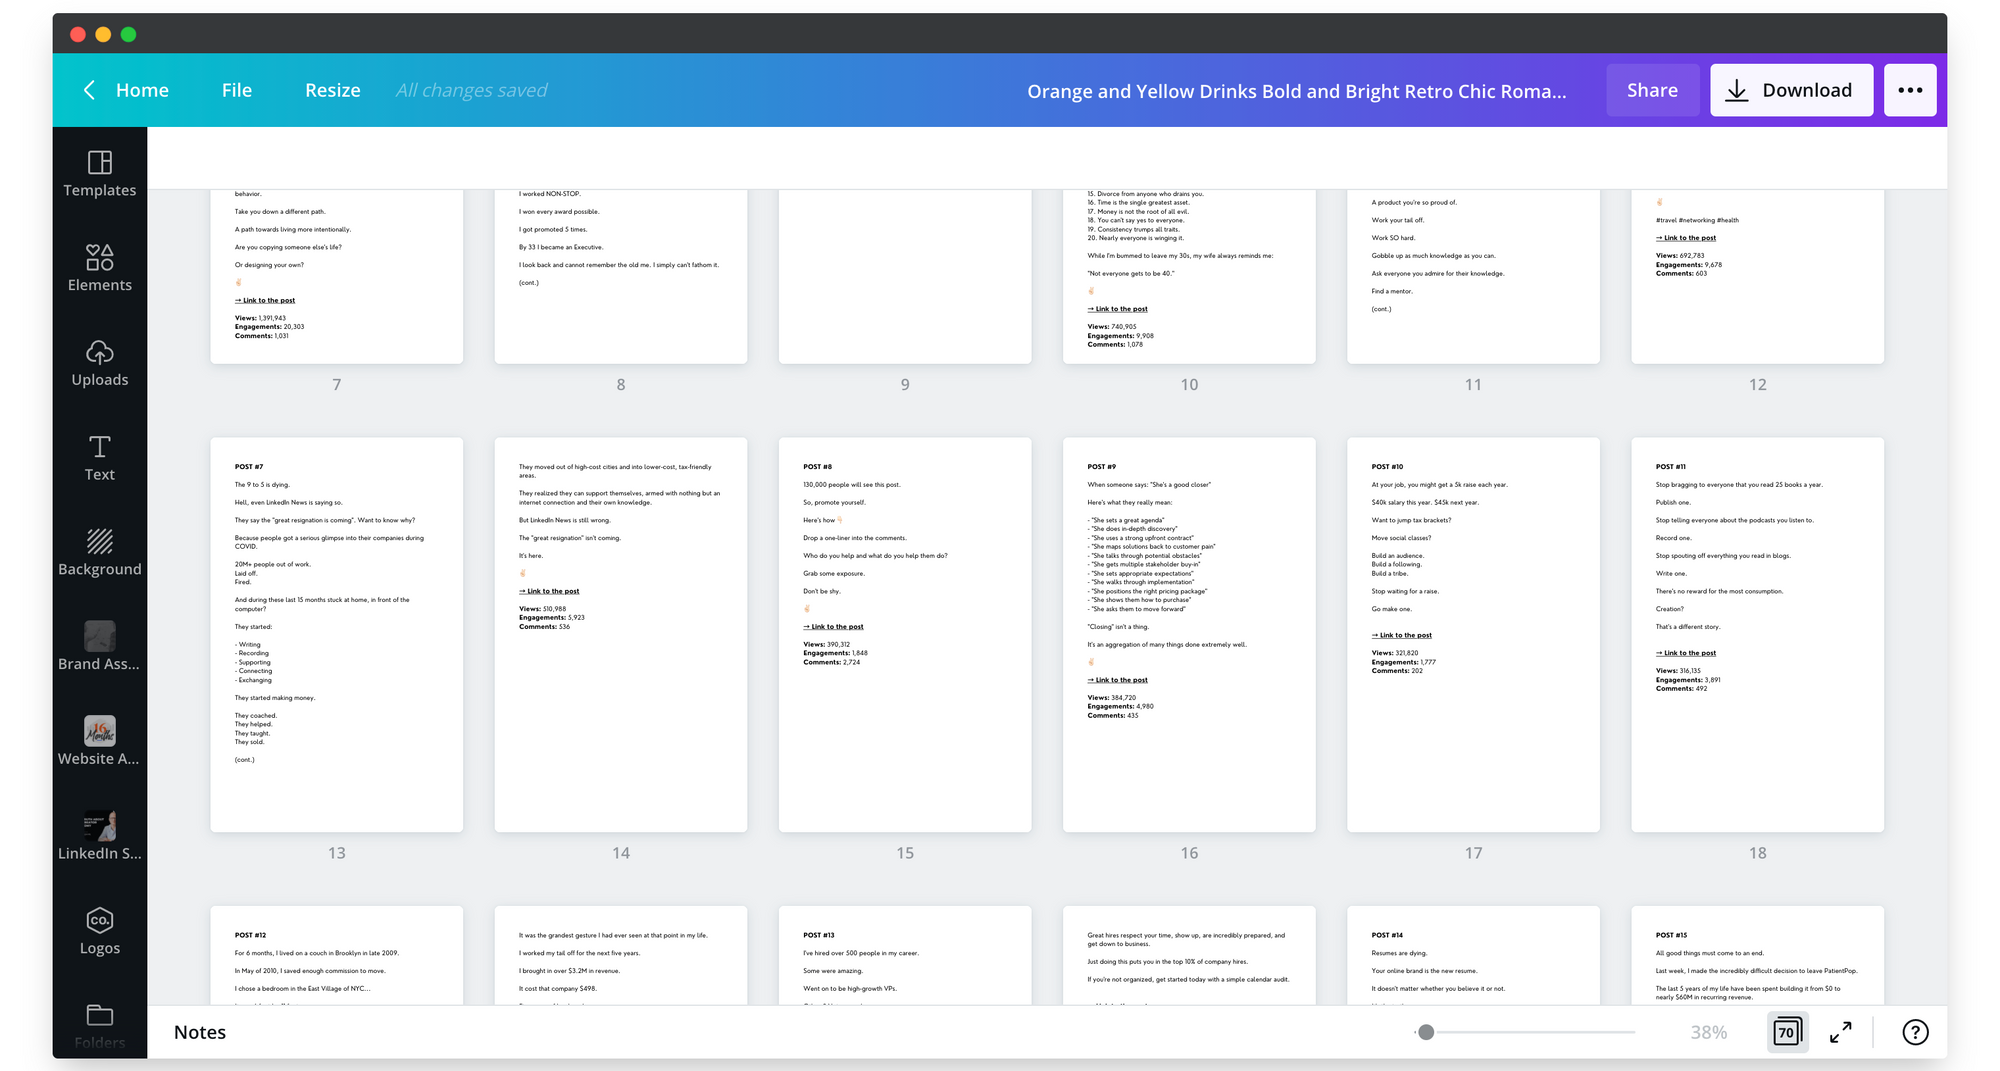 Home
File
Resize
All changes saved
Orange and Yellow Drinks Bold and Bright Retro Chic Roma...
Share
Download
Templates
Elements
Uploads
Text
Background
Brand Ass...
Website A...
LinkedIn S...
Logos
Folders
behavior.
Take you down a different path.
A path towards living more intentionally.
Are you copying someone else's life?
Or designing your own?
→ Link to the post
Views: 1,391,943
Engagements: 20,303
Comments: 1,031
7
I worked NON-STOP.
I won every award possible.
I got promoted 5 times.
By 33 I became an Executive.
I look back and cannot remember the old me. I simply can't fathom it.
(cont.)
8
9
15. Divorce from anyone who drains you.
16. Time is the single greatest asset.
17. Money is not the root of all evil.
18. You can't say yes to everyone.
19. Consistency trumps all traits.
20. Nearly everyone is winging it.
While I'm bummed to leave my 30s, my wife always reminds me:
"Not everyone gets to be 40."
→ Link to the post
Views: 740,905
Engagements: 9,908
Comments: 1,078
10
A product you're so proud of.
Work your tail off.
Work SO hard.
Gobble up as much knowledge as you can.
Ask everyone you admire for their knowledge.
Find a mentor.
(cont.)
11
#travel #networking #health
→ Link to the post
Views: 692,783
Engagements: 9,678
Comments: 603
12
POST #7
The 9 to 5 is dying.
Hell, even LinkedIn News is saying so.
They say the "great resignation is coming". Want to know why?
Because people got a serious glimpse into their companies during
COVID.
20M+ people out of work.
Laid off.
Fired.
And during these last 15 months stuck at home, in front of the
computer?
They started:
- Writing
- Recording
- Supporting
- Connecting
- Exchanging
They started making money.
They coached.
They helped.
They taught.
They sold.
(cont.)
13
They moved out of high-cost cities and into lower-cost, tax-friendly
areas.
They realized they can support themselves, armed with nothing but an
internet connection and their own knowledge.
But LinkedIn News is still wrong.
The "great resignation" isn't coming.
It's here.
→ Link to the post
Views: 510,988
Engagements: 5,923
Comments: 536
14
POST #8
130,000 people will see this post.
So, promote yourself.
Here's how
Drop a one-liner into the comments.
Who do you help and what do you help them do?
Grab some exposure.
Don't be shy.
→ Link to the post
Views: 390,312
Engagements: 1,848
Comments: 2,724
15
POST #9
When someone says: "She's a good closer"
Here's what they really mean:
- "She sets a great agenda"
- "She does in-depth discovery"
- "She uses a strong upfront contract"
- "She maps solutions back to customer pain"
- "She talks through potential obstacles"
- "She gets multiple stakeholder buy-in"
- "She sets appropriate expectations"
- "She walks through implementation"
- "She positions the right pricing package"
- "She shows them how to purchase"
- "She asks them to move forward"
"Closing" isn't a thing.
It's an aggregation of many things done extremely well.
→ Link to the post
Views: 384,720
Engagements: 4,980
Comments: 435
16
POST #10
At your job, you might get a 5k raise each year.
$40k salary this year. $45k next year.
Want to jump tax brackets?
Move social classes?
Build an audience.
Build a following.
Build a tribe.
Stop waiting for a raise.
Go make one.
→ Link to the post
Views: 321,820
Engagements: 1,777
Comments: 202
17
POST #11
Stop bragging to everyone that you read 25 books a year.
Publish one.
Stop telling everyone about the podcasts you listen to.
Record one.
Stop spouting off everything you read in blogs.
Write one.
There's no reward for the most consumption.
Creation?
That's a different story.
→ Link to the post
Views: 316,135
Engagements: 3,891
Comments: 492
18
POST #12
For 6 months, I lived on a couch in Brooklyn in late 2009.
In May of 2010, I saved enough commission to move.
I chose a bedroom in the East Village of NYC...
It was the grandest gesture I had ever seen at that point in my life.
I worked my tail off for the next five years.
I brought in over $3.2M in revenue.
It cost that company $498.
POST #13
I've hired over 500 people in my career.
Some were amazing.
Went on to be high-growth VPs.
Great hires respect your time, show up, are incredibly prepared, and
get down to business.
Just doing this puts you in the top 10% of company hires.
If you're not organized, get started today with a simple calendar audit.
POST #14
Resumes are dying.
Your online brand is the new resume.
It doesn't matter whether you believe it or not.
POST #15
All good things must come to an end.
Last week, I made the incredibly difficult decision to leave PatientPop.
The last 5 years of my life have been spent building it from $0 to
nearly $60M in recurring revenue.
Notes
38%
70